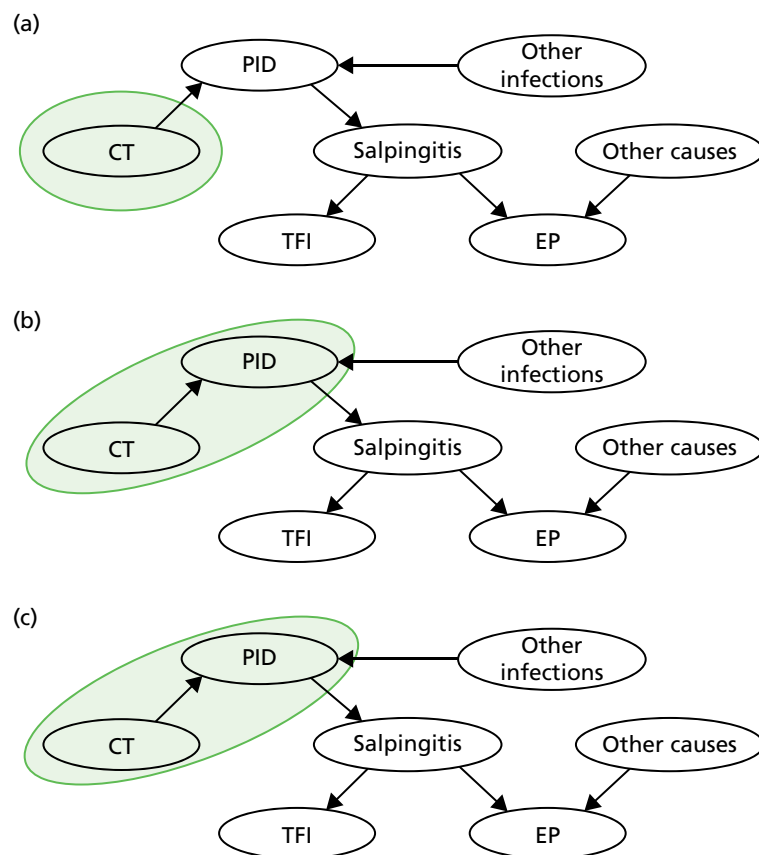 (a)
PID
Other
infections
CT
Salpingitis
Other causes
TFI
EP
(b)
PID
Other
infections
CT
Salpingitis
Other causes
TFI
EP
(c)
PID
Other
infections
CT
Salpingitis
Other causes
TFI
EP